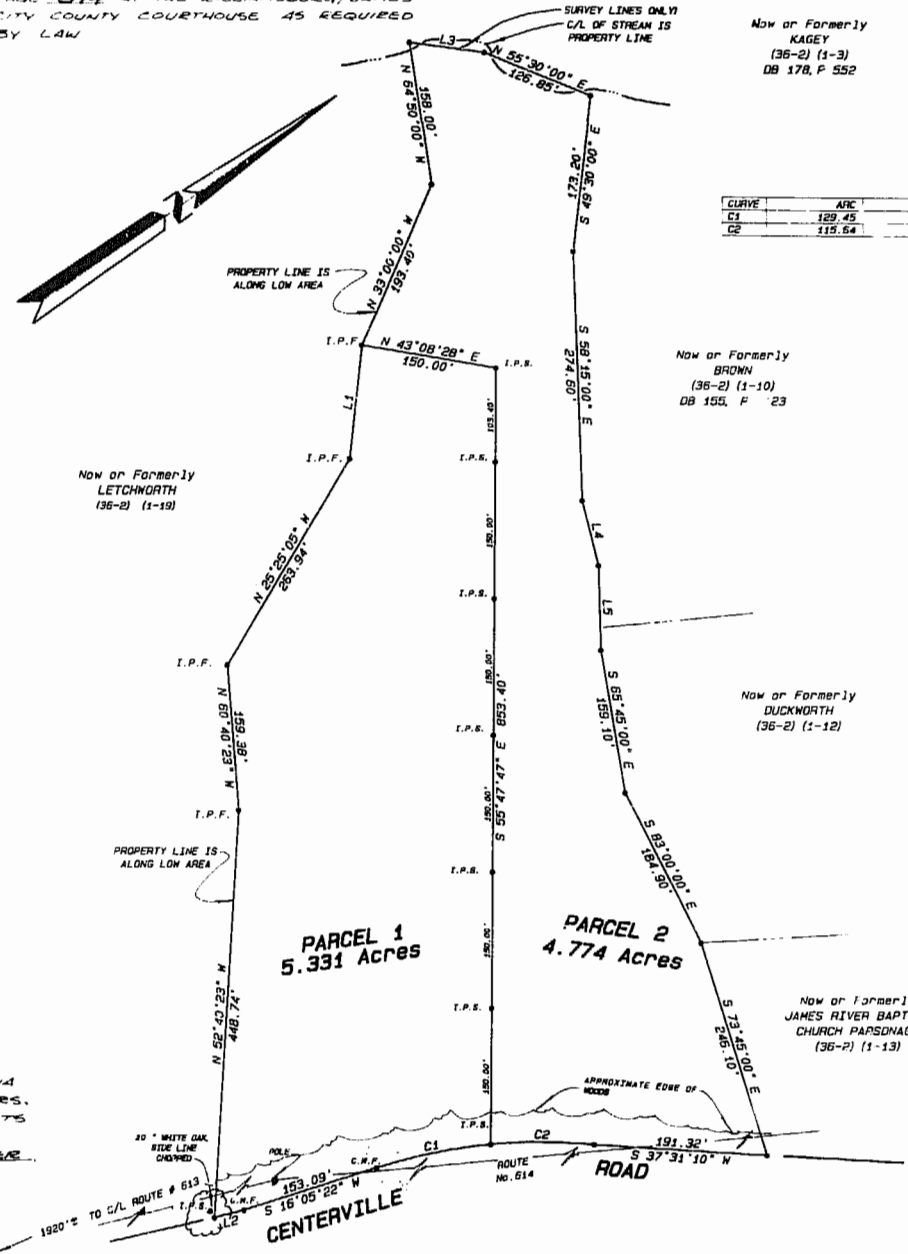 CITY COUNTY COURTHOUSE AS REQUIRED
BY LAW
SURVEY LINES ONLY!
C/L OF STREAM IS
PROPERTY LINE
Now or Formerly
KAGEY
(36-2) (1-3)
DB 178, P 552
L3
N 55°30'00" E
126.85'
158.00'
N 64°50'00" W
S 49°30'00" E
173.20'
CURVE ARC
C1 129.45
C2 115.64
N
PROPERTY LINE IS
ALONG LOW AREA
N 33°00'00" W
193.40'
I.P.F.
N 43°08'28" E
150.00'
I.P.S.
S 58°15'00" E
274.60'
Now or Formerly
BROWN
(36-2) (1-10)
DB 155, P 23
L1
103.40'
I.P.F.
I.P.S.
Now or Formerly
LETCHWORTH
(36-2) (1-19)
N 25°25'05" W
263.94'
150.00'
L4
L5
I.P.S.
I.P.F.
150.00'
S 55°47'47" E 853.40'
S 65°45'00" E
159.10'
Now or Formerly
DUCKWORTH
(36-2) (1-12)
159.38'
N 60°40'23" W
I.P.S.
I.P.F.
150.00'
PROPERTY LINE IS
ALONG LOW AREA
S 83°00'00" E
184.90'
I.P.S.
PARCEL 1
5.331 Acres
150.00'
PARCEL 2
4.774 Acres
N 52°40'23" W
448.74'
I.P.S.
S 73°45'00" E
246.10'
Now or Formerl
JAMES RIVER BAPT
CHURCH PARSONAG
(36-2) (1-13)
150.00'
APPROXIMATE EDGE OF
WOODS
I.P.S.
20" WHITE OAK
SIDE LINE
CHOPPED
POLE
C.M.F.
C1
C2
191.32'
S 37°31'10" W
1920'± TO C/L ROUTE # 613
I.P.S.
C.M.F.
L2
153.09'
S 16°05'22" W
ROUTE
No. 614
CENTERVILLE ROAD